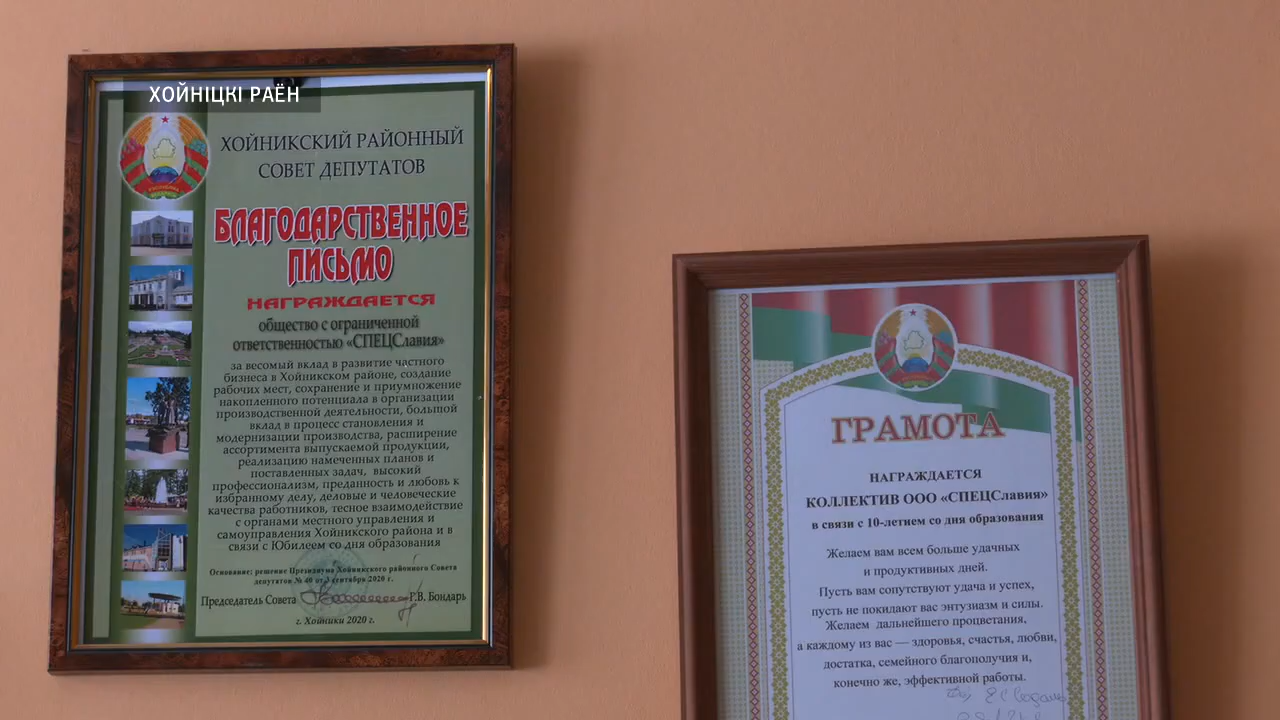 ХОЙНІЦКІ РАЁН
ХОЙНИКСКИЙ РАЙОННЫЙ
СОВЕТ ДЕПУТАТОВ
БЛАГОДАРСТВЕННОЕ
ПИСЬМО
НАГРАЖДАЕТСЯ
общество с ограниченной
ответственностью «СПЕЦСлавия»
за весомый вклад в развитие частного
бизнеса в Хойникском районе, создание
рабочих мест, сохранение и приумножение
накопленного потенциала в организации
производственной деятельности, большой
вклад в процесс становления и
модернизации производства, расширение
ассортимента выпускаемой продукции,
реализацию намеченных планов и
поставленных задач, высокий
профессионализм, преданность и любовь к
избранному делу, деловые и человеческие
качества работников, тесное взаимодействие
с органами местного управления и
самоуправления Хойникского района и в
связи с Юбилеем со дня образования
Основание: решение Президиума Хойникского районного Совета
депутатов № 40 от 3 сентября 2020 г.
Председатель Совета Г.В. Бондарь
г. Хойники 2020 г.
ГРАМОТА
НАГРАЖДАЕТСЯ
КОЛЛЕКТИВ ООО «СПЕЦСлавия»
в связи с 10-летием со дня образования
Желаем вам всем больше удачных
и продуктивных дней.
Пусть вам сопутствуют удача и успех,
пусть не покидают вас энтузиазм и силы.
Желаем дальнейшего процветания,
а каждому из вас — здоровья, счастья, любви,
достатка, семейного благополучия и,
конечно же, эффективной работы.